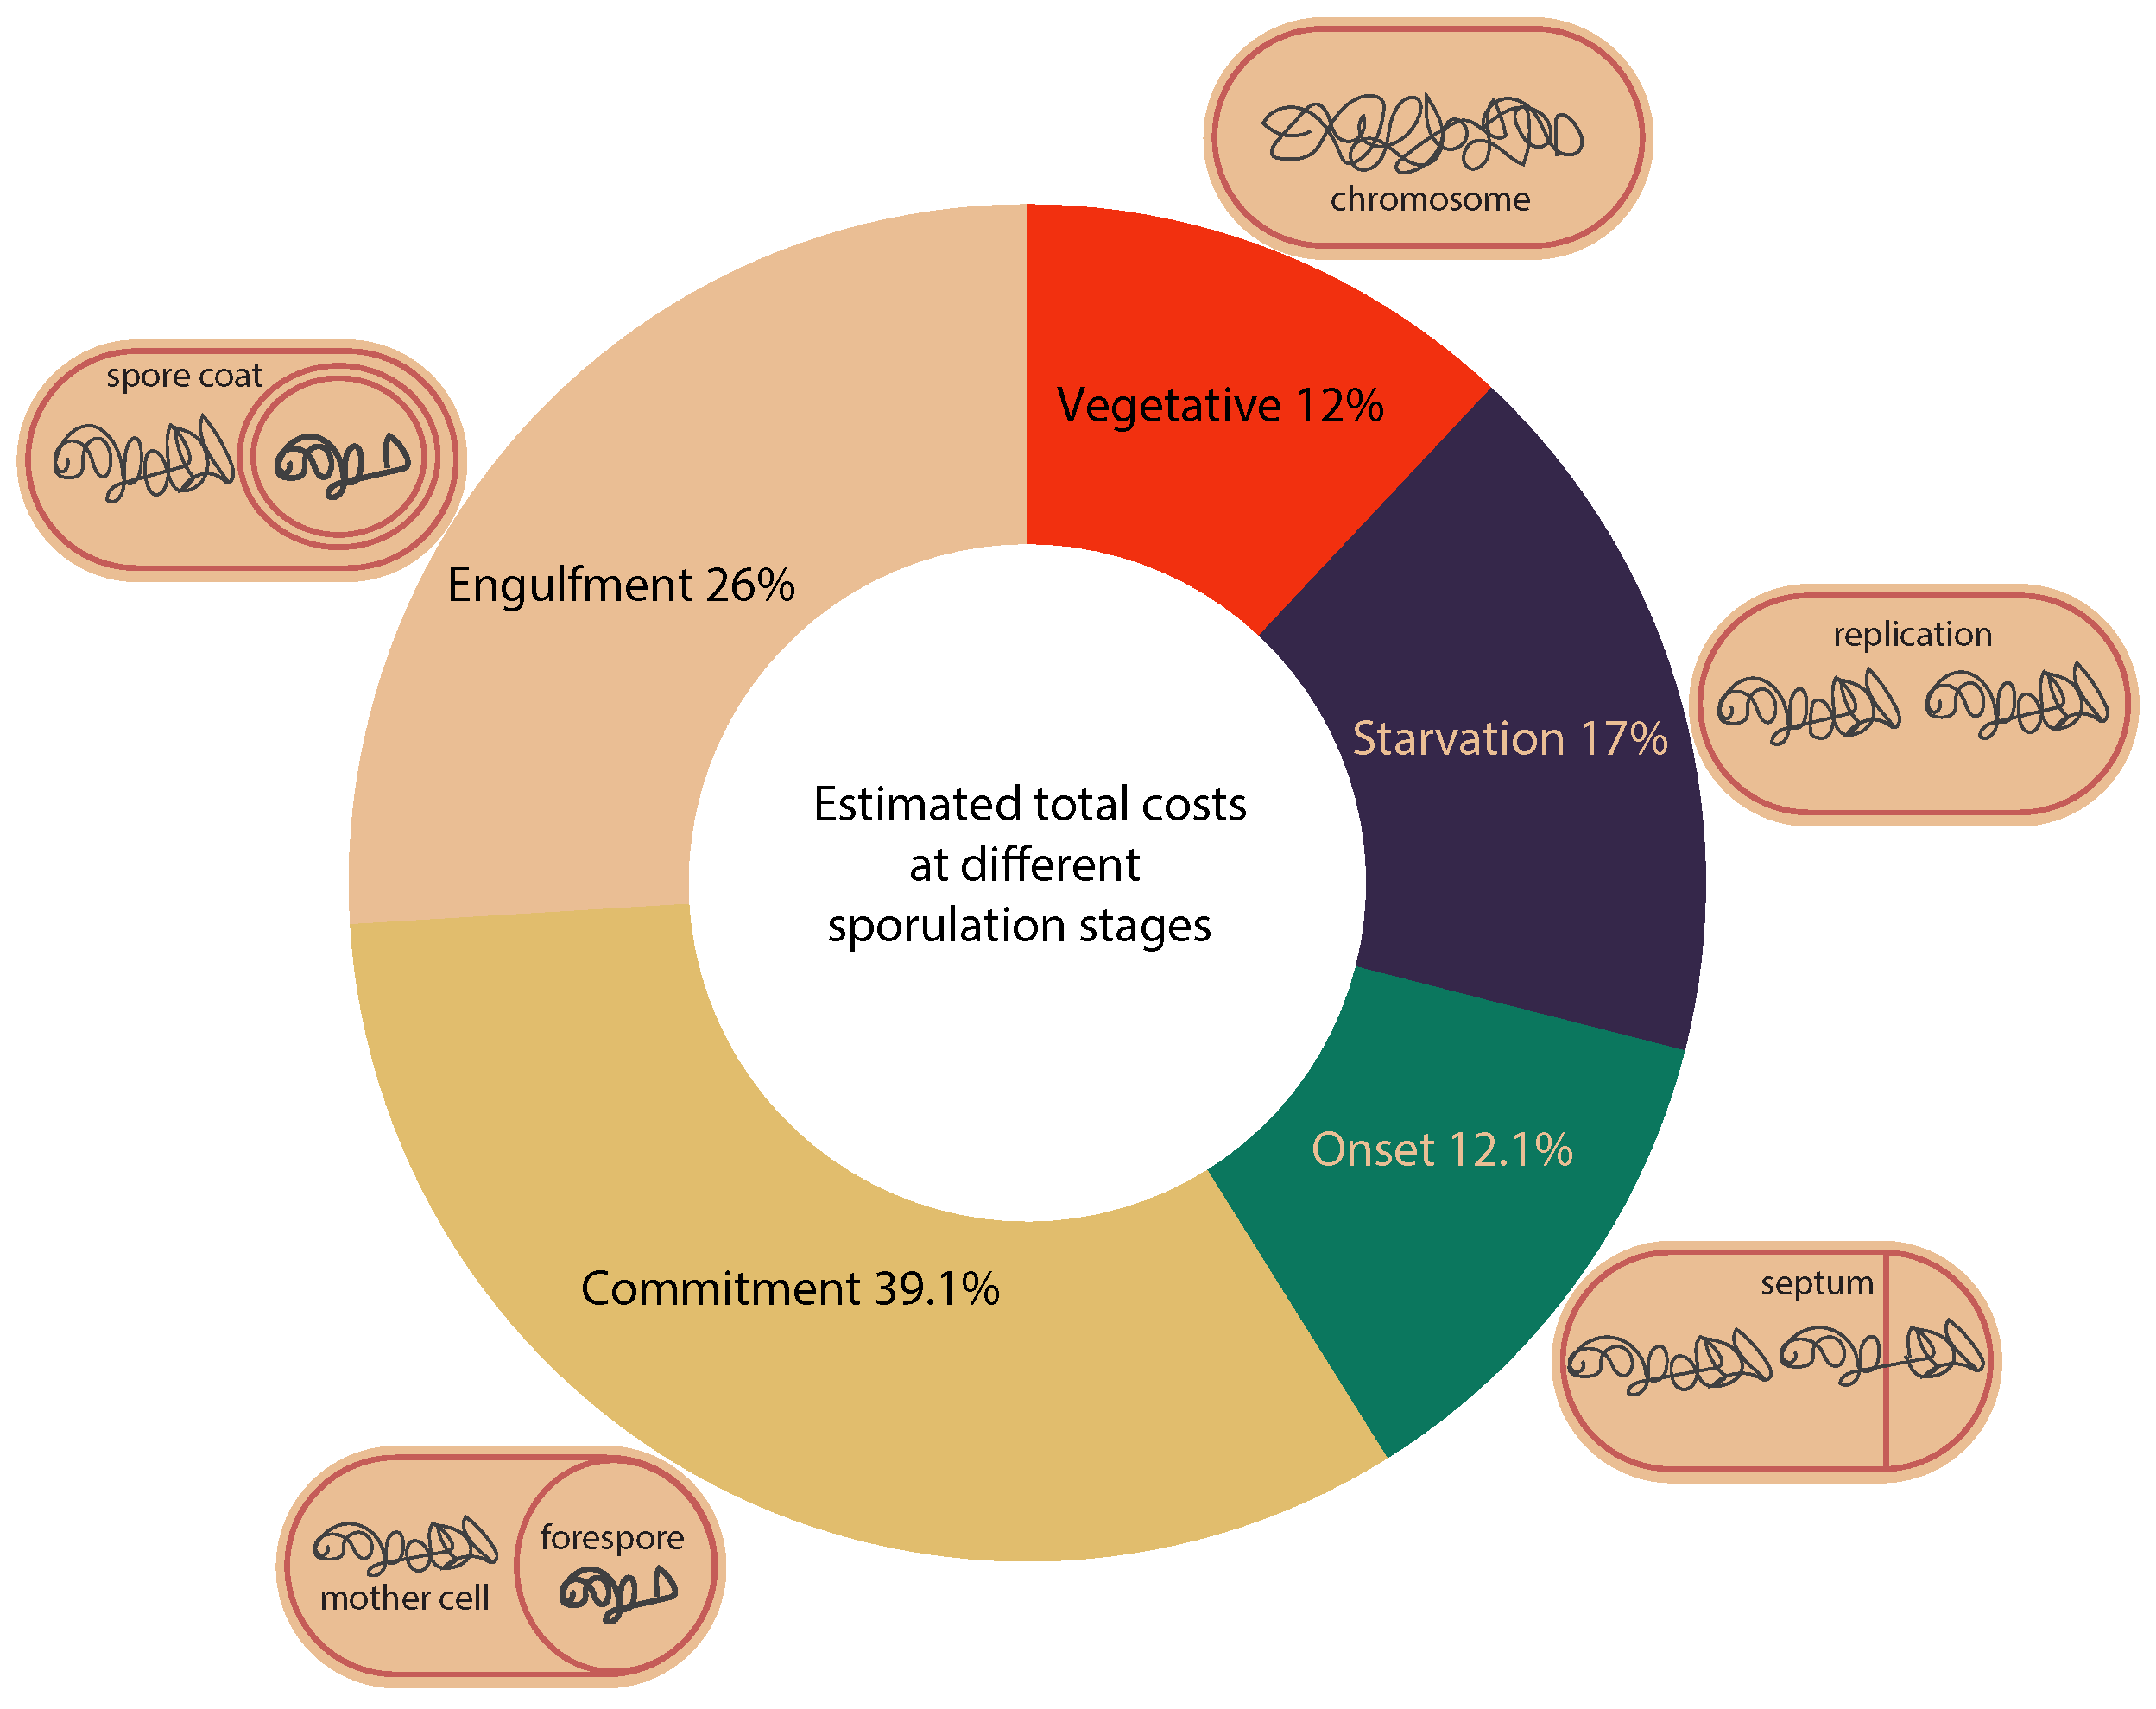 chromosome
Vegetative 12%
replication
Starvation 17%
Onset 12.1%
septum
Commitment 39.1%
forespore
mother cell
spore coat
Engulfment 26%
Estimated total costs
at different
sporulation stages